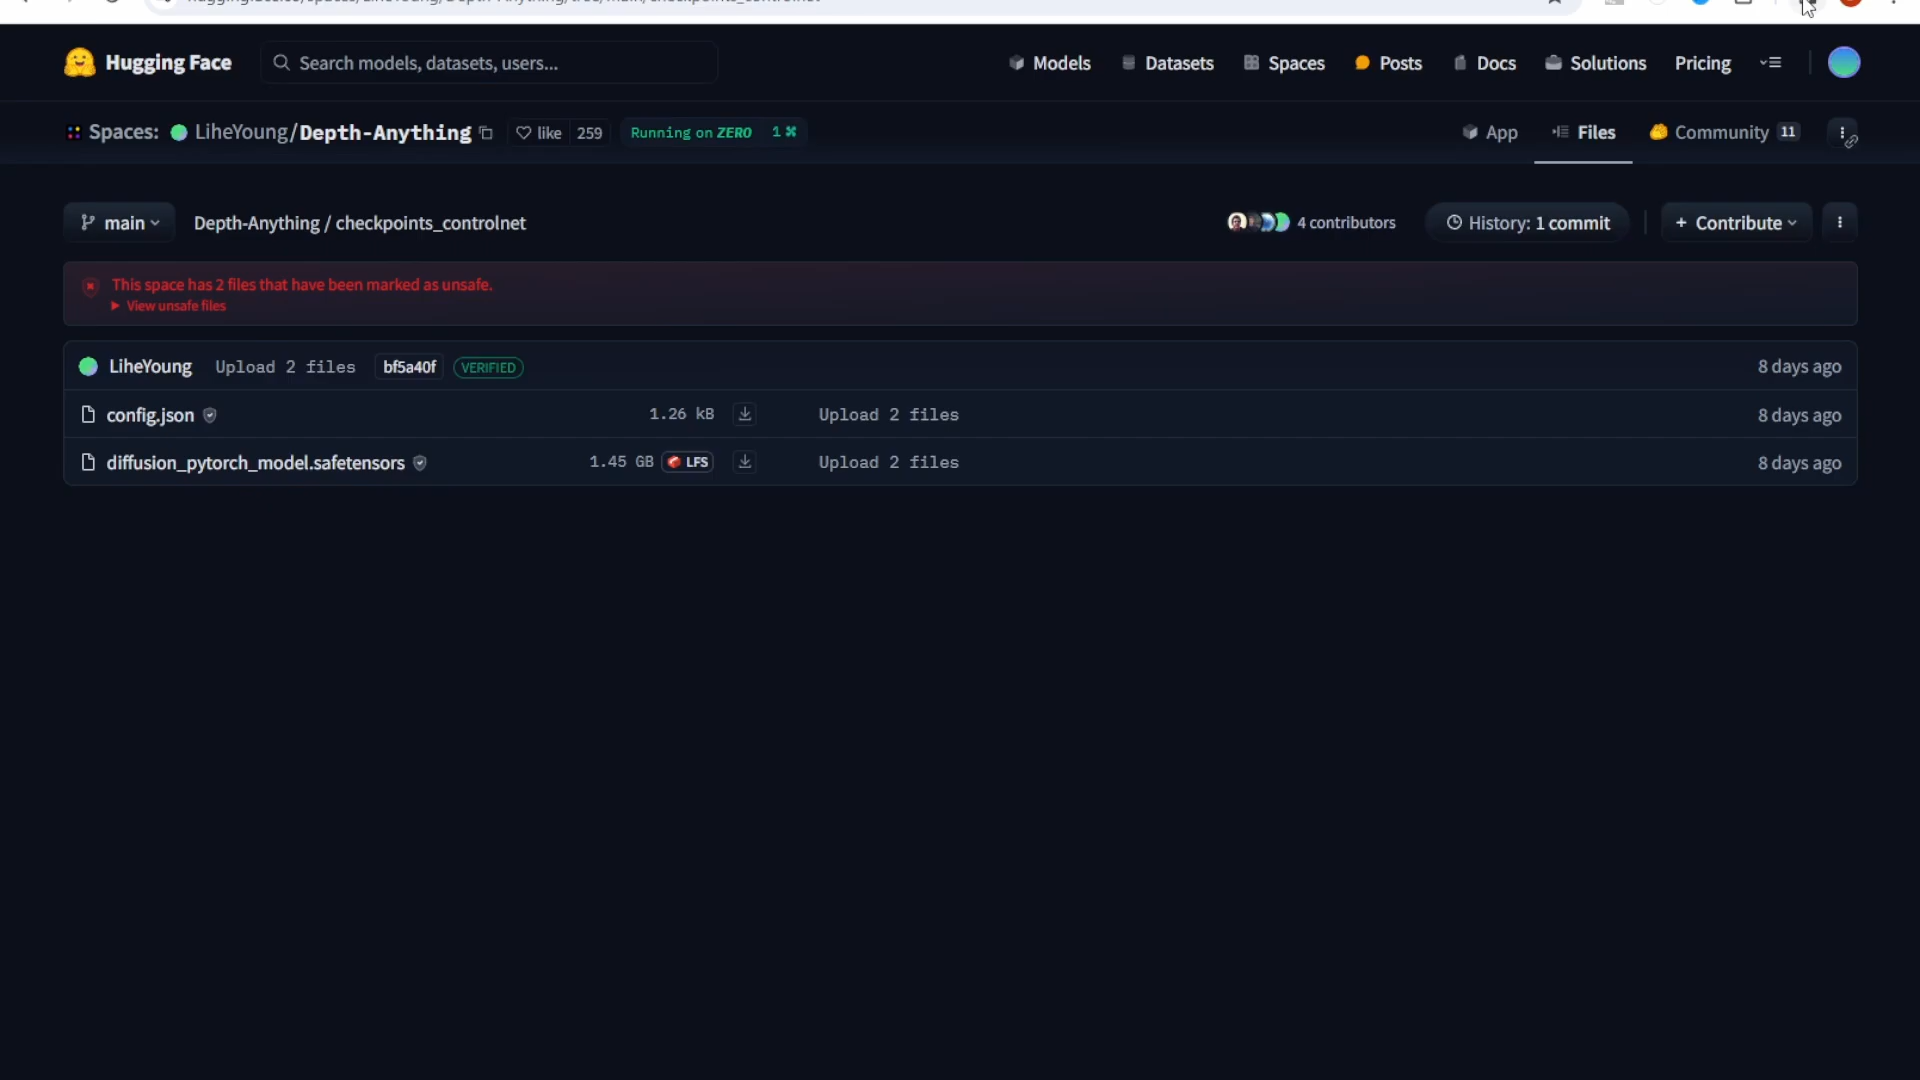 Hugging Face
Search models, datasets, users...
Models
Datasets
Spaces
Posts
Docs
Solutions
Pricing
Spaces: LiheYoung/Depth-Anything
like 259
Running on ZERO 1
App
Files
Community 11
main
Depth-Anything / checkpoints_controlnet
4 contributors
History: 1 commit
+ Contribute
This space has 2 files that have been marked as unsafe.
View unsafe files
LiheYoung Upload 2 files bf5a40f VERIFIED 8 days ago
config.json 1.26 kB Upload 2 files 8 days ago
diffusion_pytorch_model.safetensors 1.45 GB LFS Upload 2 files 8 days ago